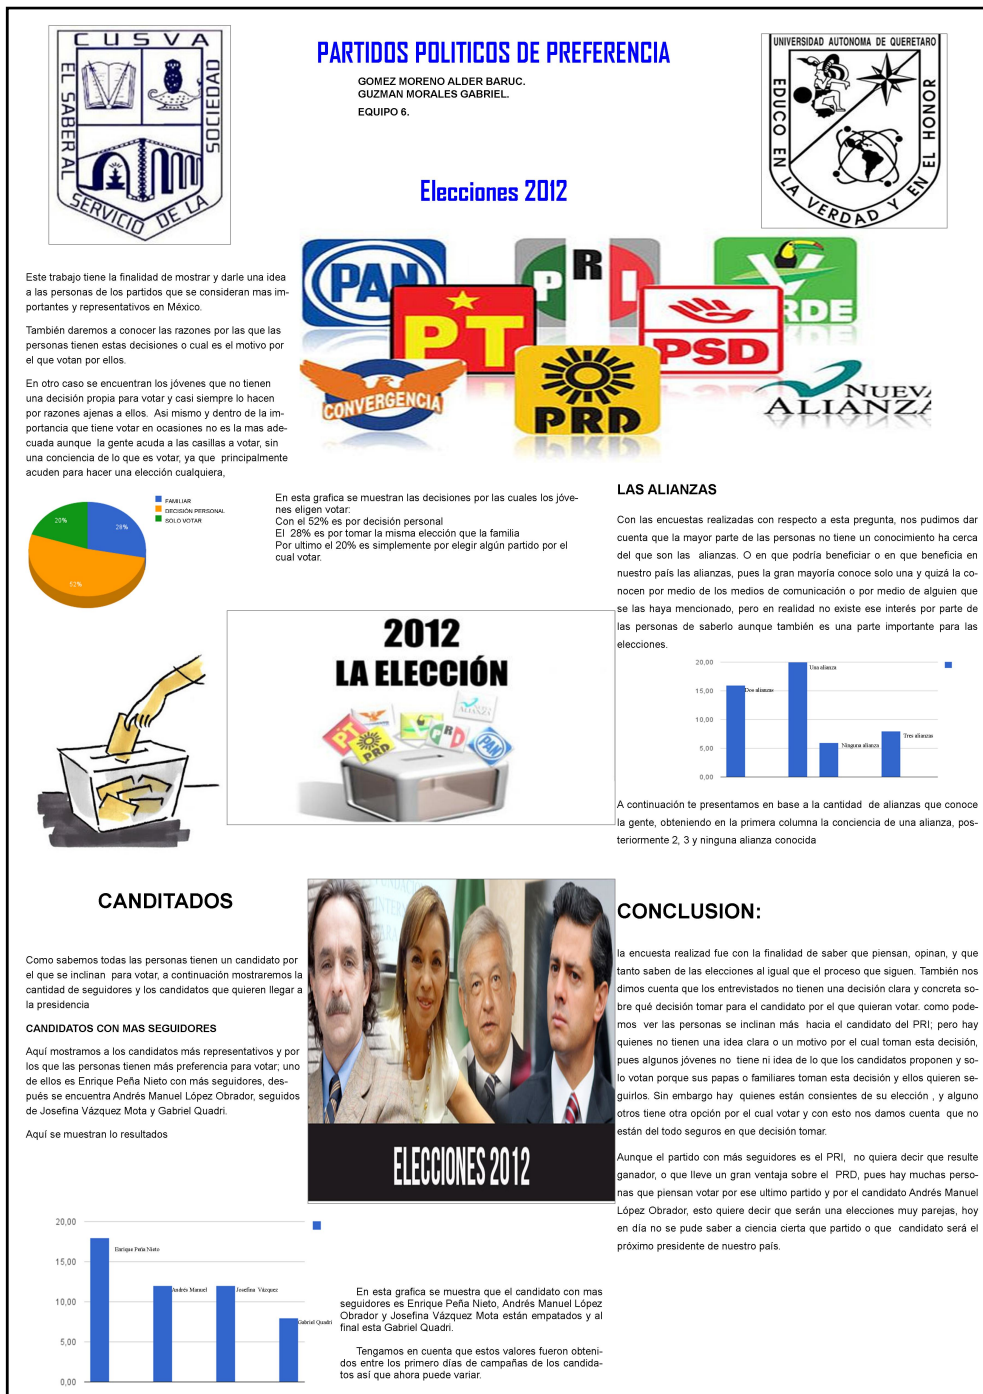 CUSVA
EL SABER AL
SERVICIO DE LA
SOCIEDAD
PARTIDOS POLITICOS DE PREFERENCIA
GOMEZ MORENO ALDER BARUC.
GUZMAN MORALES GABRIEL.
EQUIPO 6.
Elecciones 2012
UNIVERSIDAD AUTONOMA DE QUERETARO
EDUCO EN
LA VERDAD Y
EN EL HONOR
PAN
PRI
VERDE
PT
PSD
CONVERGENCIA
PRD
NUEVA
ALIANZA
Este trabajo tiene la finalidad de mostrar y darle una idea
a las personas de los partidos que se consideran mas im-
portantes y representativos en México.
También daremos a conocer las razones por las que las
personas tienen estas decisiones o cual es el motivo por
el que votan por ellos.
En otro caso se encuentran los jóvenes que no tienen
una decisión propia para votar y casi siempre lo hacen
por razones ajenas a ellos.  Asi mismo y dentro de la im-
portancia que tiene votar en ocasiones no es la mas ade-
cuada aunque  la gente acuda a las casillas a votar, sin
una conciencia de lo que es votar, ya que  principalmente
acuden para hacer una elección cualquiera,
20%
28%
52%
FAMILIAR
DECISIÓN PERSONAL
SOLO VOTAR
En esta grafica se muestran las decisiones por las cuales los jóve-
nes eligen votar:
Con el 52% es por decisión personal
El  28% es por tomar la misma elección que la familia
Por ultimo el 20% es simplemente por elegir algún partido por el
cual votar.
2012
LA ELECCIÓN
PT
PRD
PRI
PAN
NUEVA
ALIANZA
LAS ALIANZAS
Con las encuestas realizadas con respecto a esta pregunta, nos pudimos dar
cuenta que la mayor parte de las personas no tiene un conocimiento ha cerca
del que son las  alianzas. O en que podría beneficiar o en que beneficia en
nuestro país las alianzas, pues la gran mayoría conoce solo una y quizá la co-
nocen por medio de los medios de comunicación o por medio de alguien que
se las haya mencionado, pero en realidad no existe ese interés por parte de
las personas de saberlo aunque también es una parte importante para las
elecciones.
20,00
15,00
10,00
5,00
0,00
Dos alianzas
Una alianza
Ninguna alianza
Tres alianzas
A continuación te presentamos en base a la cantidad  de alianzas que conoce
la gente, obteniendo en la primera columna la conciencia de una alianza, pos-
teriormente 2, 3 y ninguna alianza conocida
CANDITADOS
Como sabemos todas las personas tienen un candidato por
el que se inclinan  para votar, a continuación mostraremos la
cantidad de seguidores y los candidatos que quieren llegar a
la presidencia
CANDIDATOS CON MAS SEGUIDORES
Aquí mostramos a los candidatos más representativos y por
los que las personas tienen más preferencia para votar; uno
de ellos es Enrique Peña Nieto con más seguidores, des-
pués se encuentra Andrés Manuel López Obrador, seguidos
de Josefina Vázquez Mota y Gabriel Quadri.
Aquí se muestran lo resultados
ELECCIONES 2012
20,00
15,00
10,00
5,00
0,00
Enrique Peña Nieto
Andrés Manuel
Josefina Vázquez
Gabriel Quadri
En esta grafica se muestra que el candidato con mas
seguidores es Enrique Peña Nieto, Andrés Manuel López
Obrador y Josefina Vázquez Mota están empatados y al
final esta Gabriel Quadri.
Tengamos en cuenta que estos valores fueron obteni-
dos entre los primero días de campañas de los candida-
tos así que ahora puede variar.
CONCLUSION:
la encuesta realizad fue con la finalidad de saber que piensan, opinan, y que
tanto saben de las elecciones al igual que el proceso que siguen. También nos
dimos cuenta que los entrevistados no tienen una decisión clara y concreta so-
bre qué decisión tomar para el candidato por el que quieran votar. como pode-
mos  ver las personas se inclinan más  hacia el candidato del PRI; pero hay
quienes no tienen una idea clara o un motivo por el cual toman esta decisión,
pues algunos jóvenes no  tiene ni idea de lo que los candidatos proponen y so-
lo votan porque sus papas o familiares toman esta decisión y ellos quieren se-
guirlos. Sin embargo hay  quienes están consientes de su elección , y alguno
otros tiene otra opción por el cual votar y con esto nos damos cuenta  que no
están del todo seguros en que decisión tomar.
Aunque el partido con más seguidores es el PRI,  no quiera decir que resulte
ganador, o que lleve un gran ventaja sobre el  PRD, pues hay muchas perso-
nas que piensan votar por ese ultimo partido y por el candidato Andrés Manuel
López Obrador, esto quiere decir que serán una elecciones muy parejas, hoy
en día no se pude saber a ciencia cierta que partido o que  candidato será el
próximo presidente de nuestro país.